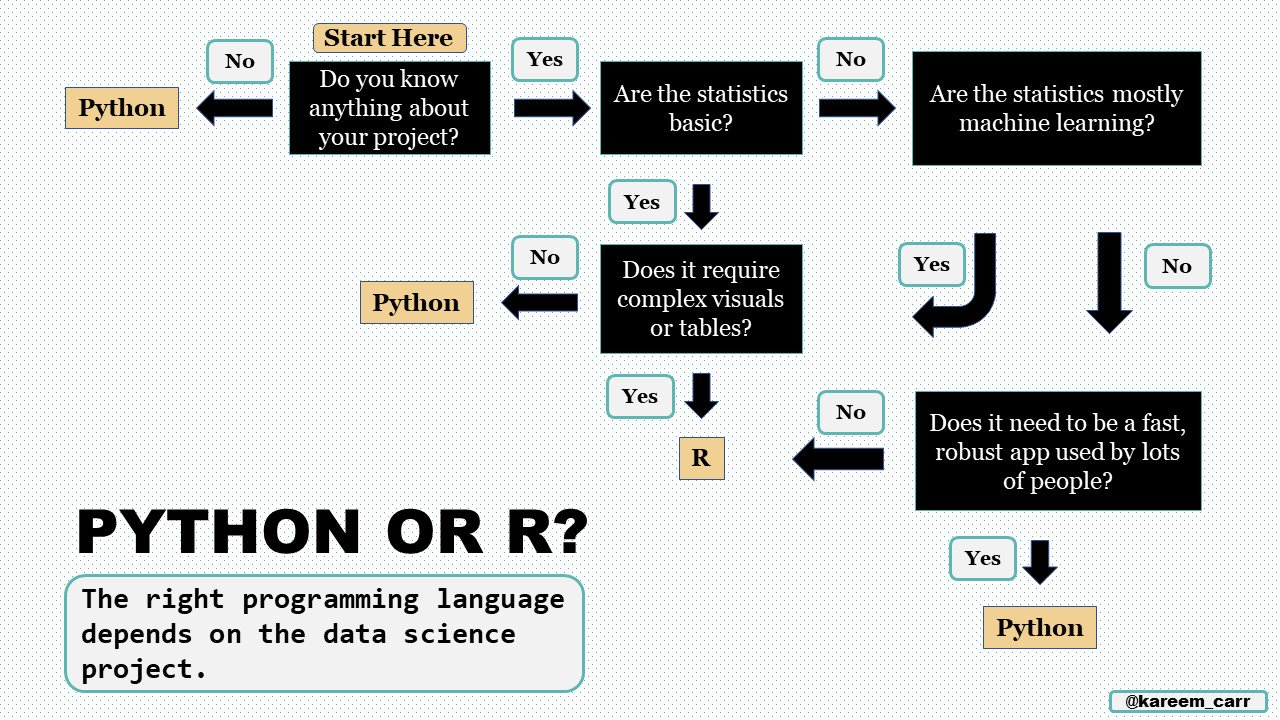 Start Here
No
Do you know
anything about
your project?
Yes
Are the statistics
basic?
No
Are the statistics mostly
machine learning?
Python
Yes
Does it require
complex visuals
or tables?
No
Python
Yes
No
Yes
R
No
Does it need to be a fast,
robust app used by lots
of people?
Yes
Python
PYTHON OR R?
The right programming language
depends on the data science
project.
@kareem_carr